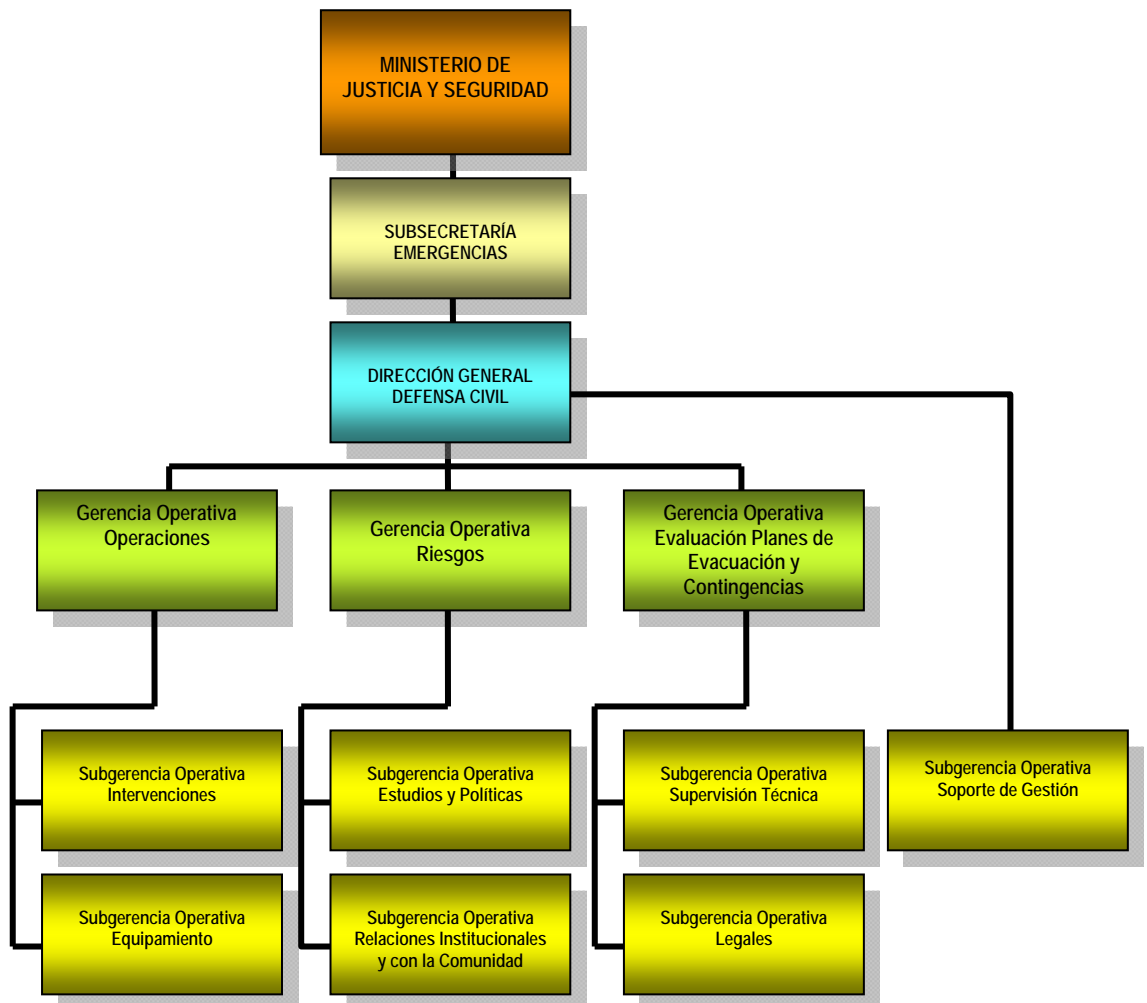 MINISTERIO DE
JUSTICIA Y SEGURIDAD
SUBSECRETARÍA
EMERGENCIAS
DIRECCIÓN GENERAL
DEFENSA CIVIL
Gerencia Operativa
Operaciones
Gerencia Operativa
Riesgos
Gerencia Operativa
Evaluación Planes de
Evacuación y
Contingencias
Subgerencia Operativa
Intervenciones
Subgerencia Operativa
Estudios y Políticas
Subgerencia Operativa
Supervisión Técnica
Subgerencia Operativa
Soporte de Gestión
Subgerencia Operativa
Equipamiento
Subgerencia Operativa
Relaciones Institucionales
y con la Comunidad
Subgerencia Operativa
Legales